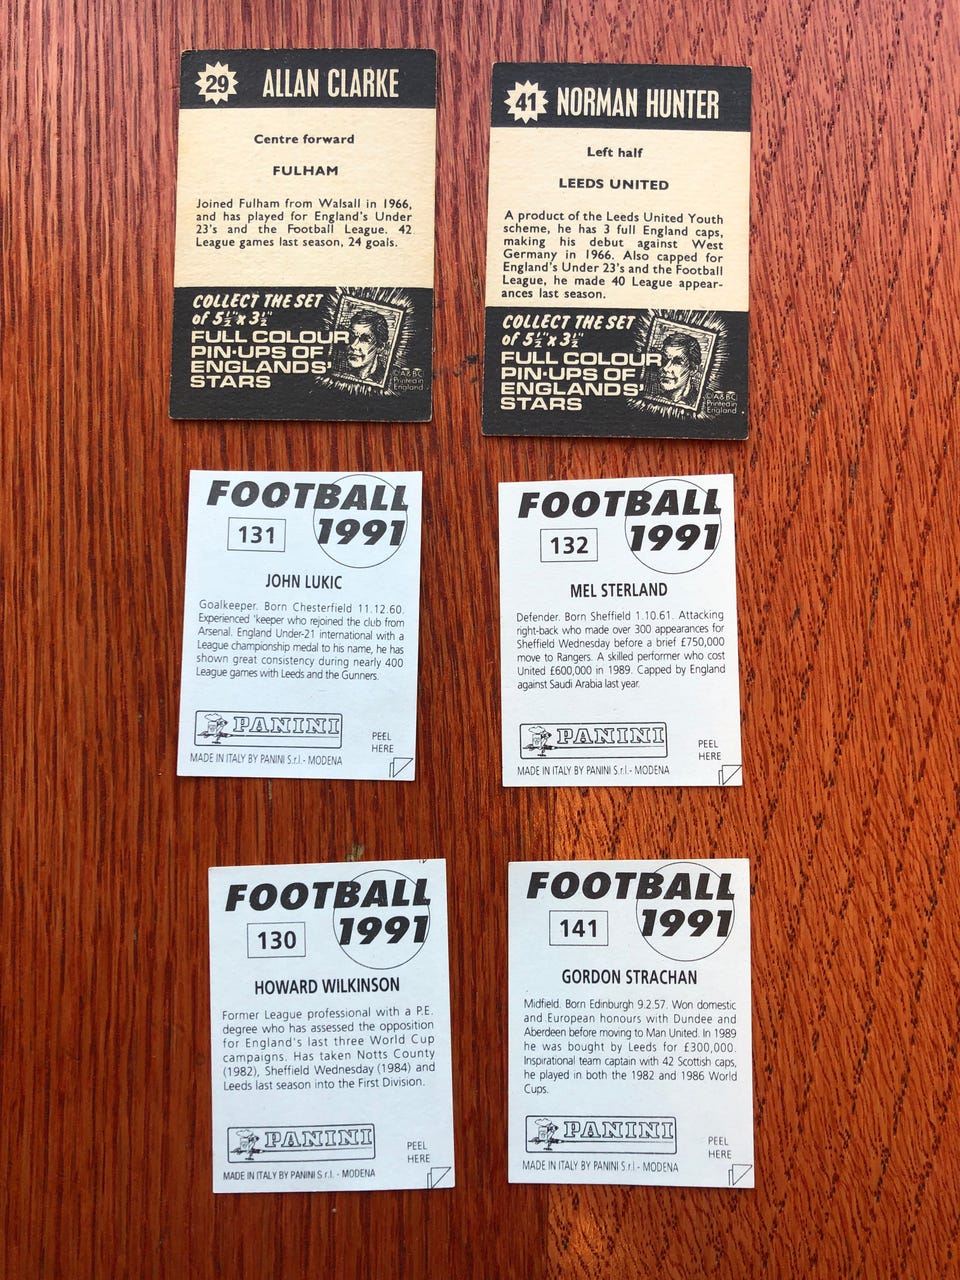 29 ALLAN CLARKE
Centre forward
FULHAM
Joined Fulham from Walsall in 1966,
and has played for England's Under
23's and the Football League. 42
League games last season, 24 goals.
COLLECT THE SET
of 5½" x 3½"
FULL COLOUR
PIN-UPS OF
ENGLANDS'
STARS
© A & BC
Printed in
England
41 NORMAN HUNTER
Left half
LEEDS UNITED
A product of the Leeds United Youth
scheme, he has 3 full England caps,
making his debut against West
Germany in 1966. Also capped for
England's Under 23's and the Football
League, he made 40 League appear-
ances last season.
COLLECT THE SET
of 5½" x 3½"
FULL COLOUR
PIN-UPS OF
ENGLANDS'
STARS
© A & BC
Printed in
England
FOOTBALL
131 1991
JOHN LUKIC
Goalkeeper. Born Chesterfield 11.12.60.
Experienced 'keeper who rejoined the club from
Arsenal. England Under-21 international with a
League championship medal to his name, he has
shown great consistency during nearly 400
League games with Leeds and the Gunners.
PANINI
PEEL
HERE
MADE IN ITALY BY PANINI S.r.l.- MODENA
FOOTBALL
132 1991
MEL STERLAND
Defender. Born Sheffield 1.10.61. Attacking
right-back who made over 300 appearances for
Sheffield Wednesday before a brief £750,000
move to Rangers. A skilled performer who cost
United £600,000 in 1989. Capped by England
against Saudi Arabia last year.
PANINI
PEEL
HERE
MADE IN ITALY BY PANINI S.r.l.- MODENA
FOOTBALL
130 1991
HOWARD WILKINSON
Former League professional with a P.E.
degree who has assessed the opposition
for England's last three World Cup
campaigns. Has taken Notts County
(1982), Sheffield Wednesday (1984) and
Leeds last season into the First Division.
PANINI
PEEL
HERE
MADE IN ITALY BY PANINI S.r.l. - MODENA
FOOTBALL
141 1991
GORDON STRACHAN
Midfield. Born Edinburgh 9.2.57. Won domestic
and European honours with Dundee and
Aberdeen before moving to Man United. In 1989
he was bought by Leeds for £300,000.
Inspirational team captain with 42 Scottish caps,
he played in both the 1982 and 1986 World
Cups.
PANINI
PEEL
HERE
MADE IN ITALY BY PANINI S.r.l. - MODENA